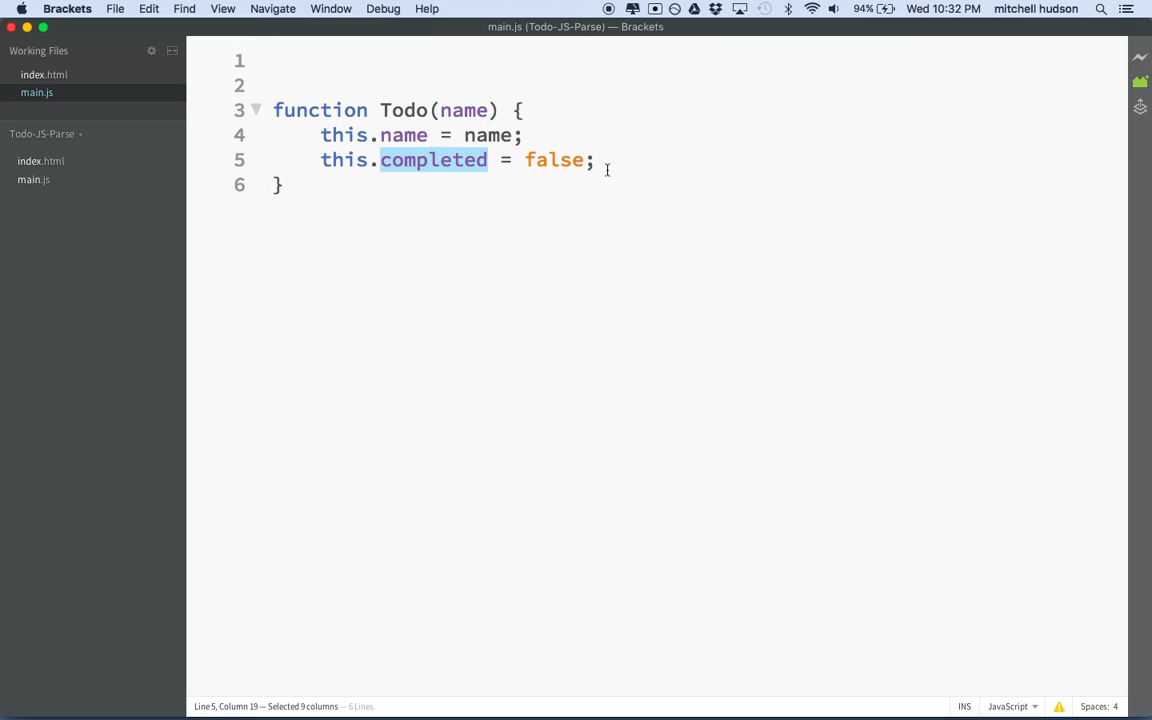 Brackets File Edit Find View Navigate Window Debug Help 94% Wed 10:32 PM mitchell hudson
main.js (Todo-JS-Parse) — Brackets
Working Files
index.html
main.js
Todo-JS-Parse
index.html
main.js
1
2
3 function Todo(name) {
4     this.name = name;
5     this.completed = false;
6 }
Line 5, Column 19 — Selected 9 columns — 6 Lines INS JavaScript Spaces: 4